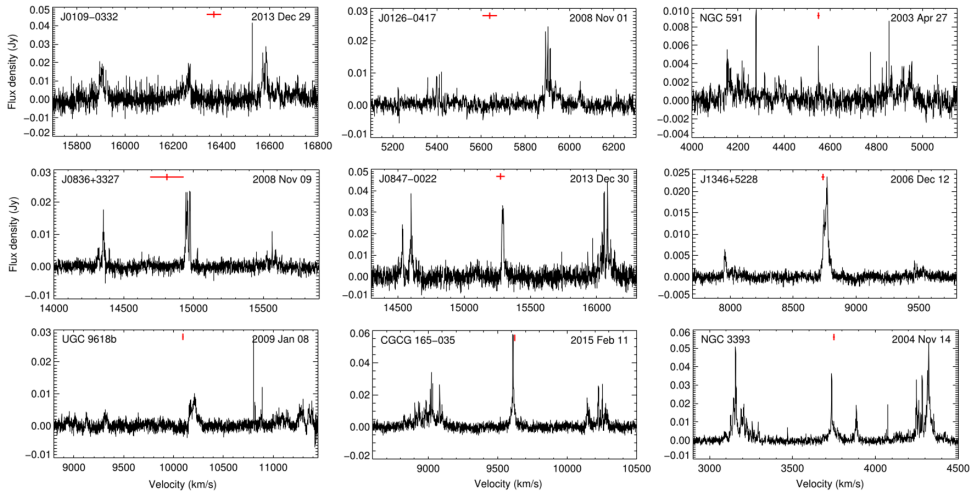 J0109−0332 2013 Dec 29
J0126−0417 2008 Nov 01
NGC 591 2003 Apr 27
Flux density (Jy)
0.05
0.04
0.03
0.02
0.01
0.00
−0.01
−0.02
15800 16000 16200 16400 16600 16800
0.03
0.02
0.01
0.00
−0.01
5200 5400 5600 5800 6000 6200
0.010
0.008
0.006
0.004
0.002
0.000
−0.002
−0.004
4000 4200 4400 4600 4800 5000
J0836+3327 2008 Nov 09
J0847−0022 2013 Dec 30
J1346+5228 2006 Dec 12
Flux density (Jy)
0.03
0.02
0.01
0.00
−0.01
14000 14500 15000 15500
0.05
0.04
0.03
0.02
0.01
0.00
−0.01
14500 15000 15500 16000
0.025
0.020
0.015
0.010
0.005
0.000
−0.005
8000 8500 9000 9500
UGC 9618b 2009 Jan 08
CGCG 165−035 2015 Feb 11
NGC 3393 2004 Nov 14
Flux density (Jy)
0.03
0.02
0.01
0.00
−0.01
9000 9500 10000 10500 11000
Velocity (km/s)
0.06
0.04
0.02
0.00
−0.02
9000 9500 10000 10500
Velocity (km/s)
0.06
0.05
0.04
0.03
0.02
0.01
0.00
−0.01
3000 3500 4000 4500
Velocity (km/s)